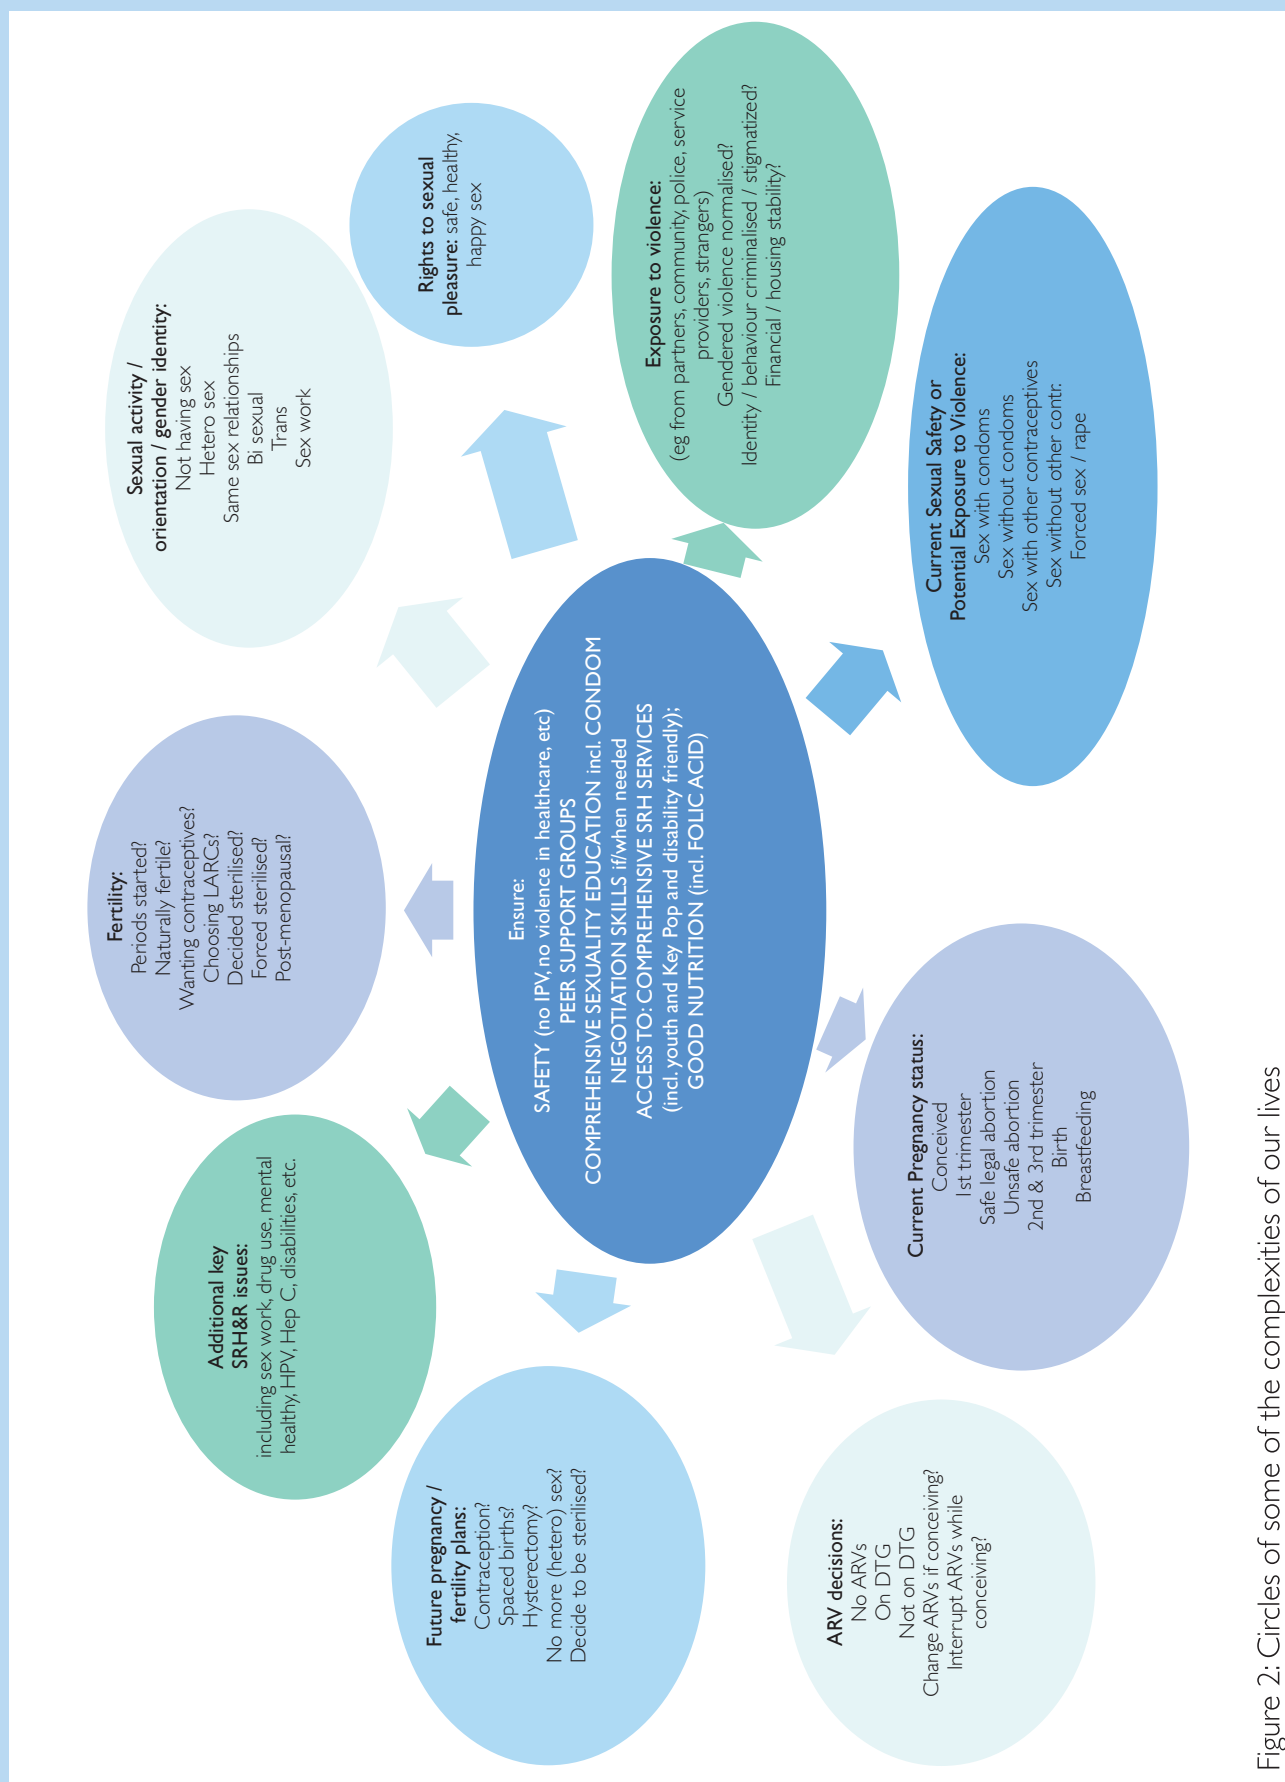 Ensure:
SAFETY (no IPV, no violence in healthcare, etc)
PEER SUPPORT GROUPS
COMPREHENSIVE SEXUALITY EDUCATION incl. CONDOM
NEGOTIATION SKILLS if/when needed
ACCESS TO: COMPREHENSIVE SRH SERVICES
(incl. youth and Key Pop and disability friendly);
GOOD NUTRITION (incl. FOLIC ACID)
Fertility:
Periods started?
Naturally fertile?
Wanting contraceptives?
Choosing LARCs?
Decided sterilised?
Forced sterilised?
Post-menopausal?
Sexual activity /
orientation / gender identity:
Not having sex
Hetero sex
Same sex relationships
Bi sexual
Trans
Sex work
Rights to sexual
pleasure: safe, healthy,
happy sex
Exposure to violence:
(eg from partners, community, police, service
providers, strangers)
Gendered violence normalised?
Identity / behaviour criminalised / stigmatized?
Financial / housing stability?
Current Sexual Safety or
Potential Exposure to Violence:
Sex with condoms
Sex without condoms
Sex with other contraceptives
Sex without other contr.
Forced sex / rape
Current Pregnancy status:
Conceived
1st trimester
Safe legal abortion
Unsafe abortion
2nd & 3rd trimester
Birth
Breastfeeding
ARV decisions:
No ARVs
On DTG
Not on DTG
Change ARVs if conceiving?
Interrupt ARVs while
conceiving?
Future pregnancy /
fertility plans:
Contraception?
Spaced births?
Hysterectomy?
No more (hetero) sex?
Decide to be sterilised?
Additional key
SRH&R issues:
including sex work, drug use, mental
healthy, HPV, Hep C, disabilities, etc.
Figure 2: Circles of some of the complexities of our lives